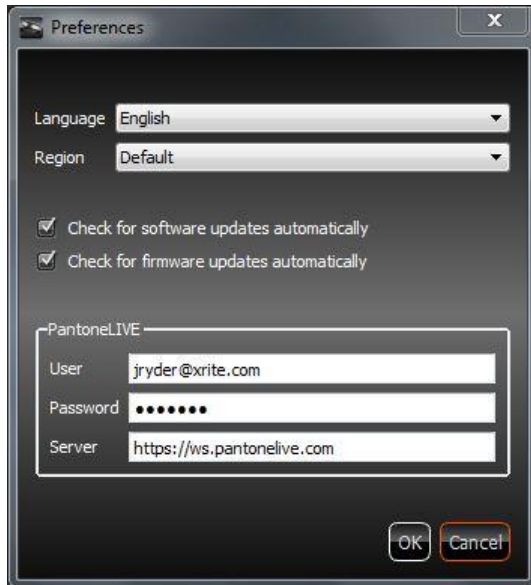 Preferences
X
Language English
Region Default
Check for software updates automatically
Check for firmware updates automatically
PantoneLIVE
User jryder@xrite.com
Password •••••••
Server https://ws.pantonelive.com
OK Cancel